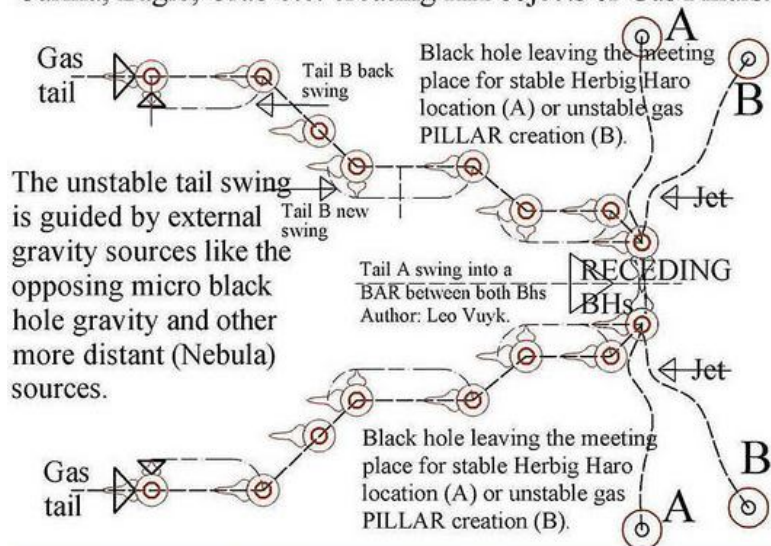 Gas
tail
Tail B back
swing
Black hole leaving the meeting
place for stable Herbig Haro
location (A) or unstable gas
PILLAR creation (B).
A
B
The unstable tail swing
is guided by external
gravity sources like the
opposing micro black
hole gravity and other
more distant (Nebula)
sources.
Tail B new
swing
Jet
Tail A swing into a
BAR between both Bhs
Author: Leo Vuyk.
RECEDING
BHs
Jet
Gas
tail
Black hole leaving the meeting
place for stable Herbig Haro
location (A) or unstable gas
PILLAR creation (B).
A
B